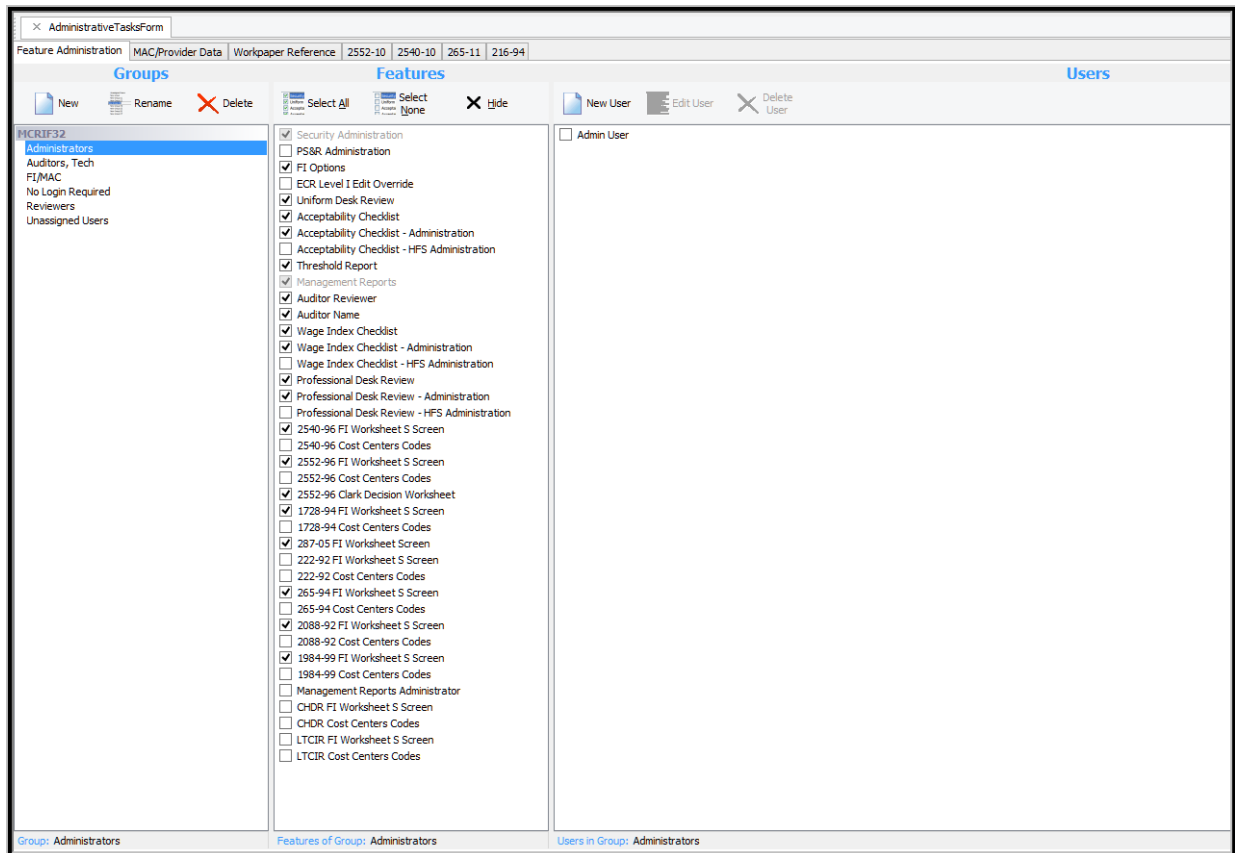 AdministrativeTasksForm
Feature Administration MAC/Provider Data Workpaper Reference 2552-10 2540-10 265-11 216-94
Groups Features Users
New Rename Delete Select All Select None Hide New User Edit User Delete User
MCRIF32
Administrators
Auditors, Tech
FI/MAC
No Login Required
Reviewers
Unassigned Users
Security Administration
PS&R Administration
FI Options
ECR Level I Edit Override
Uniform Desk Review
Acceptability Checklist
Acceptability Checklist - Administration
Acceptability Checklist - HFS Administration
Threshold Report
Management Reports
Auditor Reviewer
Auditor Name
Wage Index Checklist
Wage Index Checklist - Administration
Wage Index Checklist - HFS Administration
Professional Desk Review
Professional Desk Review - Administration
Professional Desk Review - HFS Administration
2540-96 FI Worksheet S Screen
2540-96 Cost Centers Codes
2552-96 FI Worksheet S Screen
2552-96 Cost Centers Codes
2552-96 Clark Decision Worksheet
1728-94 FI Worksheet S Screen
1728-94 Cost Centers Codes
287-05 FI Worksheet Screen
222-92 FI Worksheet S Screen
222-92 Cost Centers Codes
265-94 FI Worksheet S Screen
265-94 Cost Centers Codes
2088-92 FI Worksheet S Screen
2088-92 Cost Centers Codes
1984-99 FI Worksheet S Screen
1984-99 Cost Centers Codes
Management Reports Administrator
CHDR FI Worksheet S Screen
CHDR Cost Centers Codes
LTCIR FI Worksheet S Screen
LTCIR Cost Centers Codes
Admin User
Group: Administrators
Features of Group: Administrators
Users in Group: Administrators